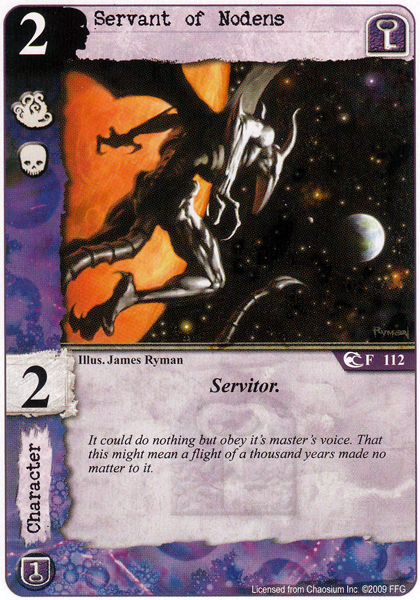 2
Servant of Nodens
Ryman
Illus. James Ryman
F 112
2
Servitor.
It could do nothing but obey it's master's voice. That
this might mean a flight of a thousand years made no
matter to it.
Character
1
Licensed from Chaosium Inc. ©2009 FFG